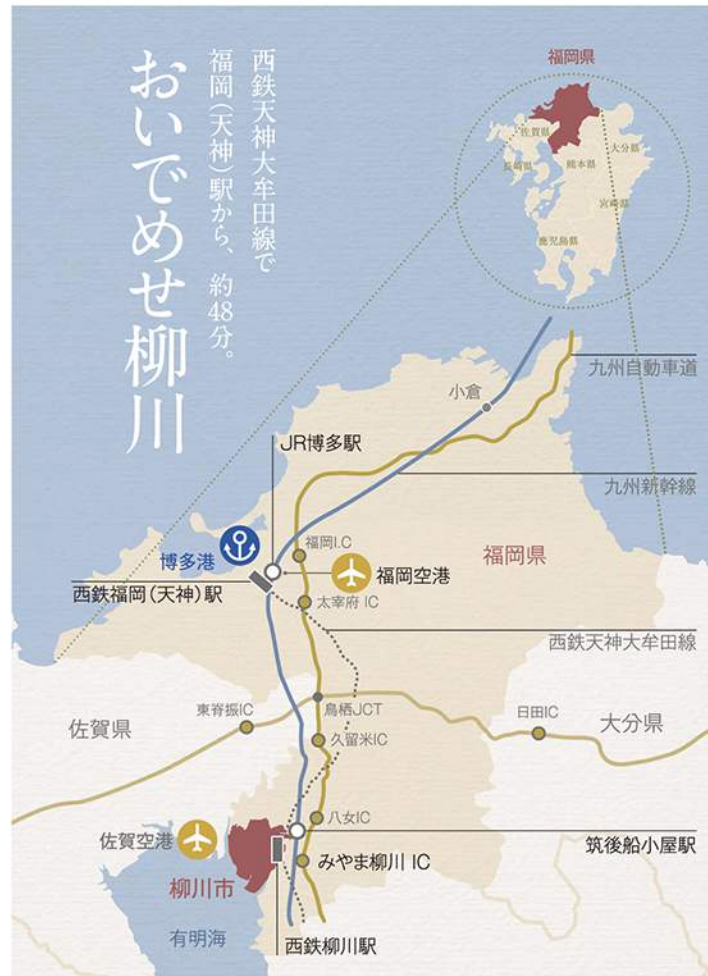 西鉄天神大牟田線で
福岡(天神)駅から、約48分。
おいでめせ柳川
福岡県
佐賀県
大分県
長崎県
熊本県
宮崎県
鹿児島県
九州自動車道
小倉
JR博多駅
九州新幹線
福岡I.C
博多港
福岡県
福岡空港
西鉄福岡(天神)駅
太宰府 IC
西鉄天神大牟田線
佐賀県
東脊振IC
鳥栖JCT
日田IC
大分県
久留米IC
八女IC
佐賀空港
筑後船小屋駅
みやま柳川 IC
柳川市
有明海
西鉄柳川駅